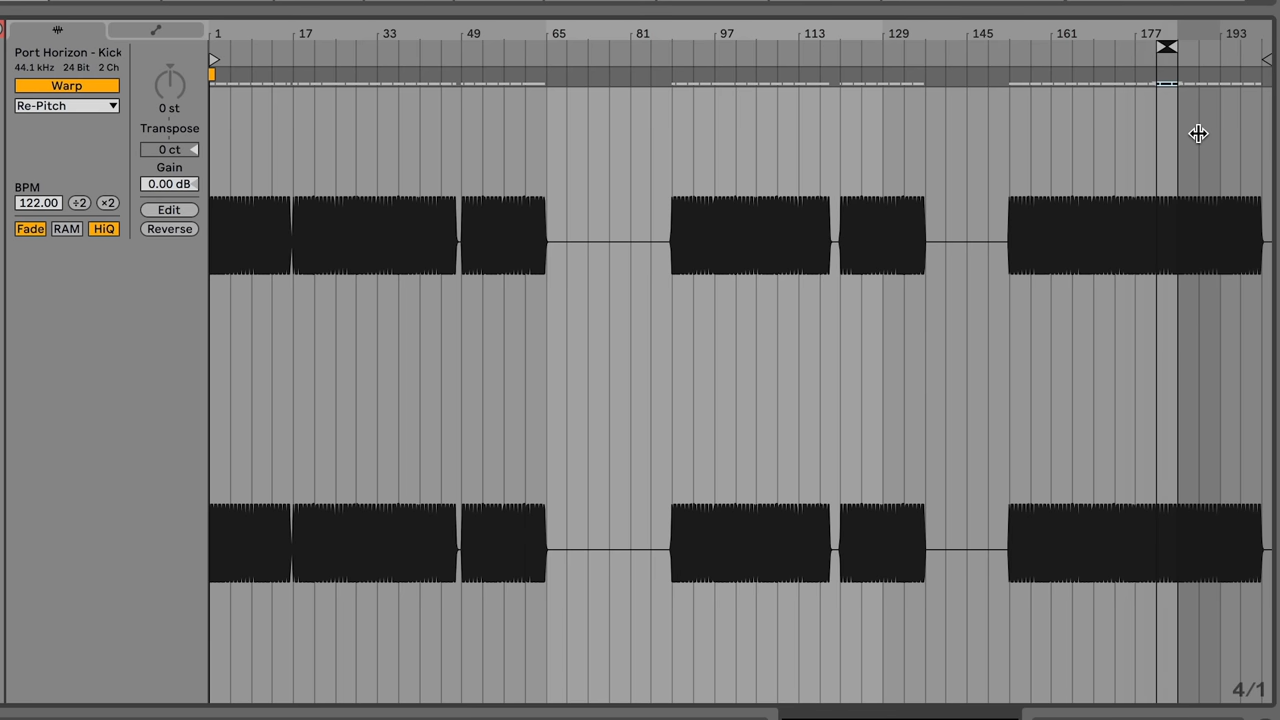 1 17 33 49 65 81 97 113 129 145 161 177 193
Port Horizon - Kick
44.1 kHz 24 Bit 2 Ch
Warp
Re-Pitch
0 st
Transpose
0 ct
Gain
0.00 dB
BPM
122.00 ÷2 ×2
Edit
Fade RAM HiQ
Reverse
4/1